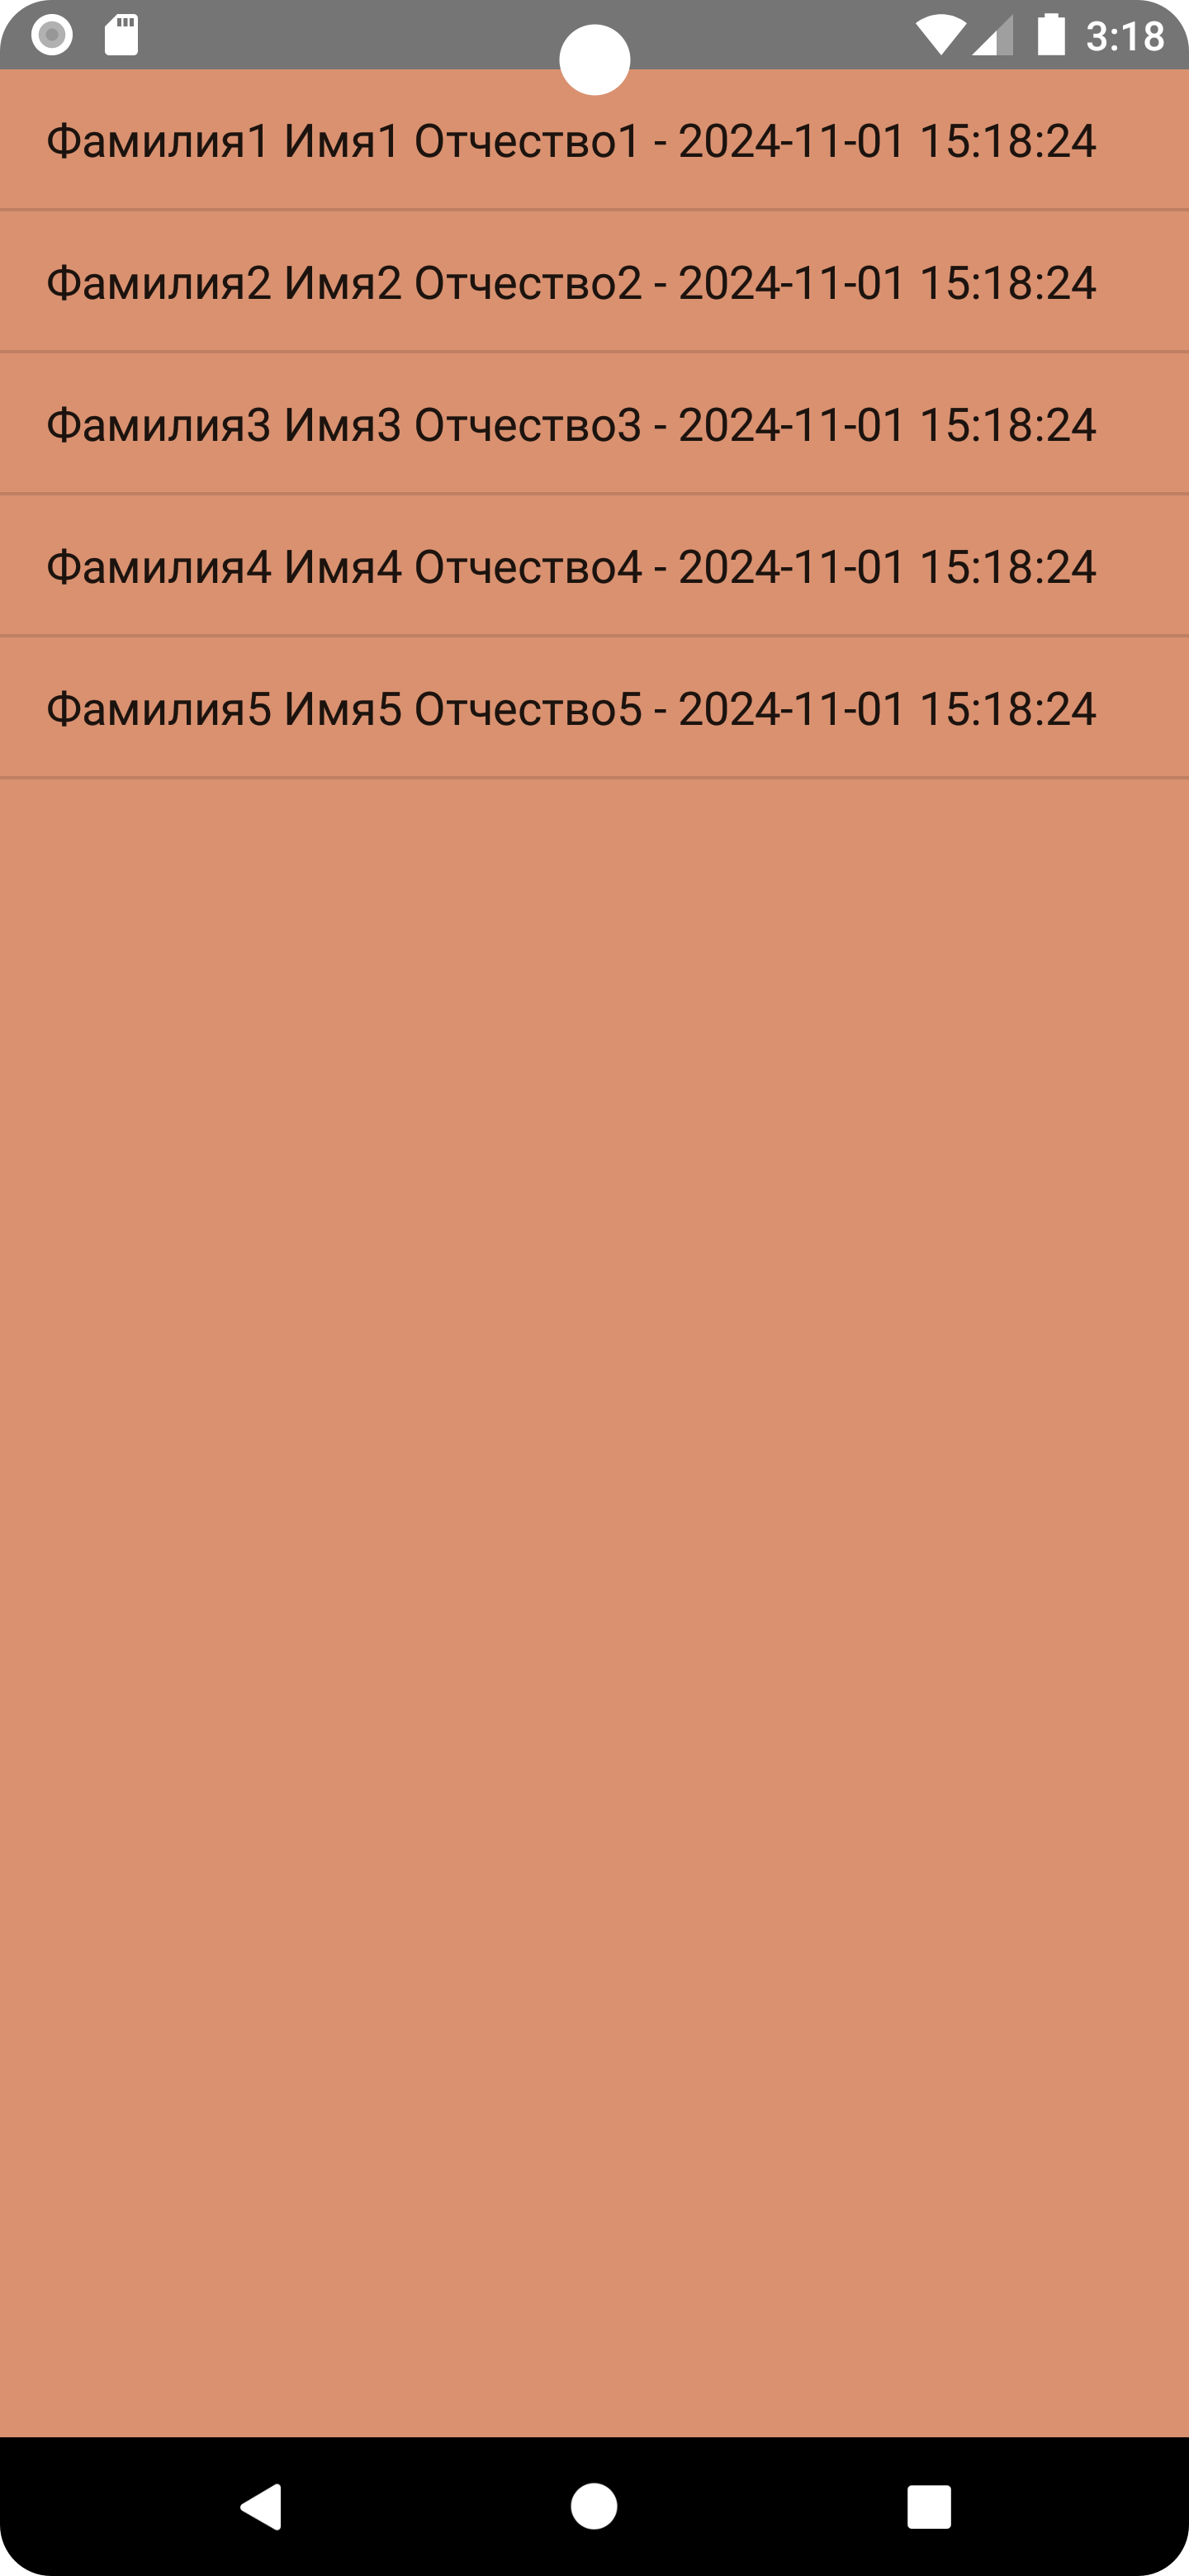 3:18
Фамилия1 Имя1 Отчество1 - 2024-11-01 15:18:24
Фамилия2 Имя2 Отчество2 - 2024-11-01 15:18:24
Фамилия3 Имя3 Отчество3 - 2024-11-01 15:18:24
Фамилия4 Имя4 Отчество4 - 2024-11-01 15:18:24
Фамилия5 Имя5 Отчество5 - 2024-11-01 15:18:24